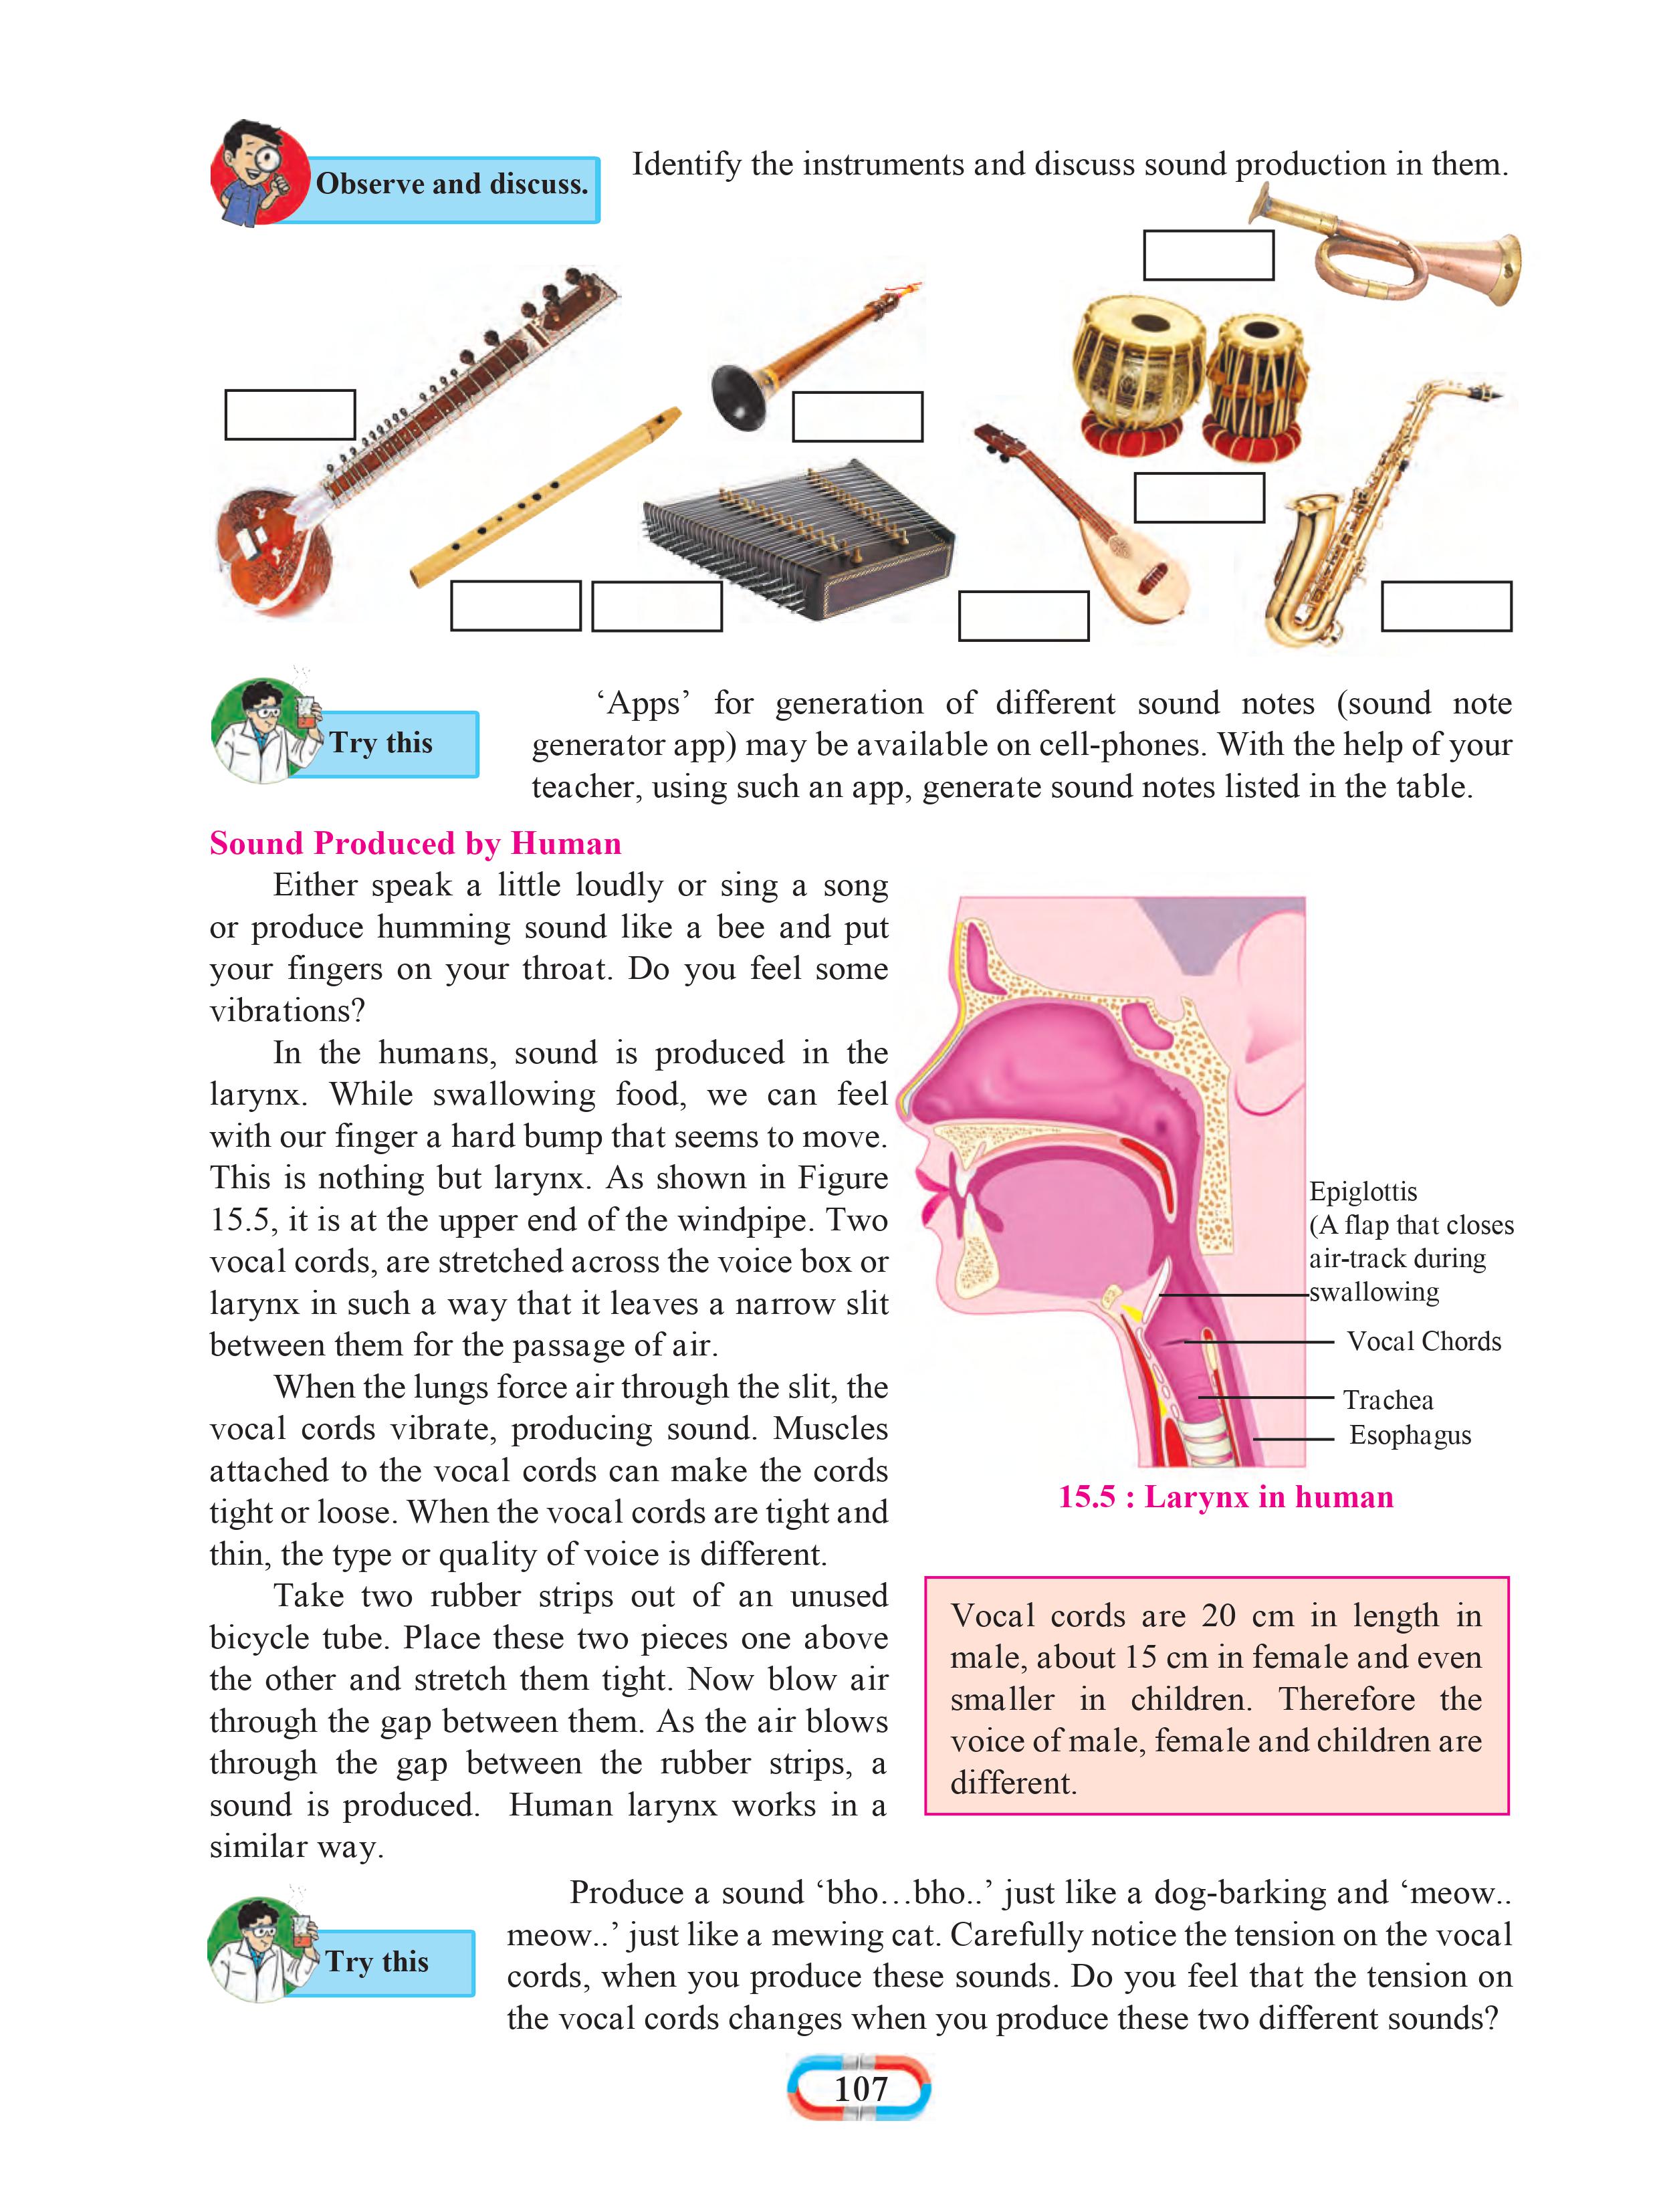 Observe and discuss.
Identify the instruments and discuss sound production in them.
Try this
‘Apps’ for generation of different sound notes (sound note
generator app) may be available on cell-phones. With the help of your
teacher, using such an app, generate sound notes listed in the table.
Sound Produced by Human
Either speak a little loudly or sing a song
or produce humming sound like a bee and put
your fingers on your throat. Do you feel some
vibrations?
In the humans, sound is produced in the
larynx. While swallowing food, we can feel
with our finger a hard bump that seems to move.
This is nothing but larynx. As shown in Figure
15.5, it is at the upper end of the windpipe. Two
vocal cords, are stretched across the voice box or
larynx in such a way that it leaves a narrow slit
between them for the passage of air.
When the lungs force air through the slit, the
vocal cords vibrate, producing sound. Muscles
attached to the vocal cords can make the cords
tight or loose. When the vocal cords are tight and
thin, the type or quality of voice is different.
Take two rubber strips out of an unused
bicycle tube. Place these two pieces one above
the other and stretch them tight. Now blow air
through the gap between them. As the air blows
through the gap between the rubber strips, a
sound is produced. Human larynx works in a
similar way.
Epiglottis
(A flap that closes
air-track during
swallowing
Vocal Chords
Trachea
Esophagus
15.5 : Larynx in human
Vocal cords are 20 cm in length in
male, about 15 cm in female and even
smaller in children. Therefore the
voice of male, female and children are
different.
Try this
Produce a sound ‘bho…bho..’ just like a dog-barking and ‘meow..
meow..’ just like a mewing cat. Carefully notice the tension on the vocal
cords, when you produce these sounds. Do you feel that the tension on
the vocal cords changes when you produce these two different sounds?
107